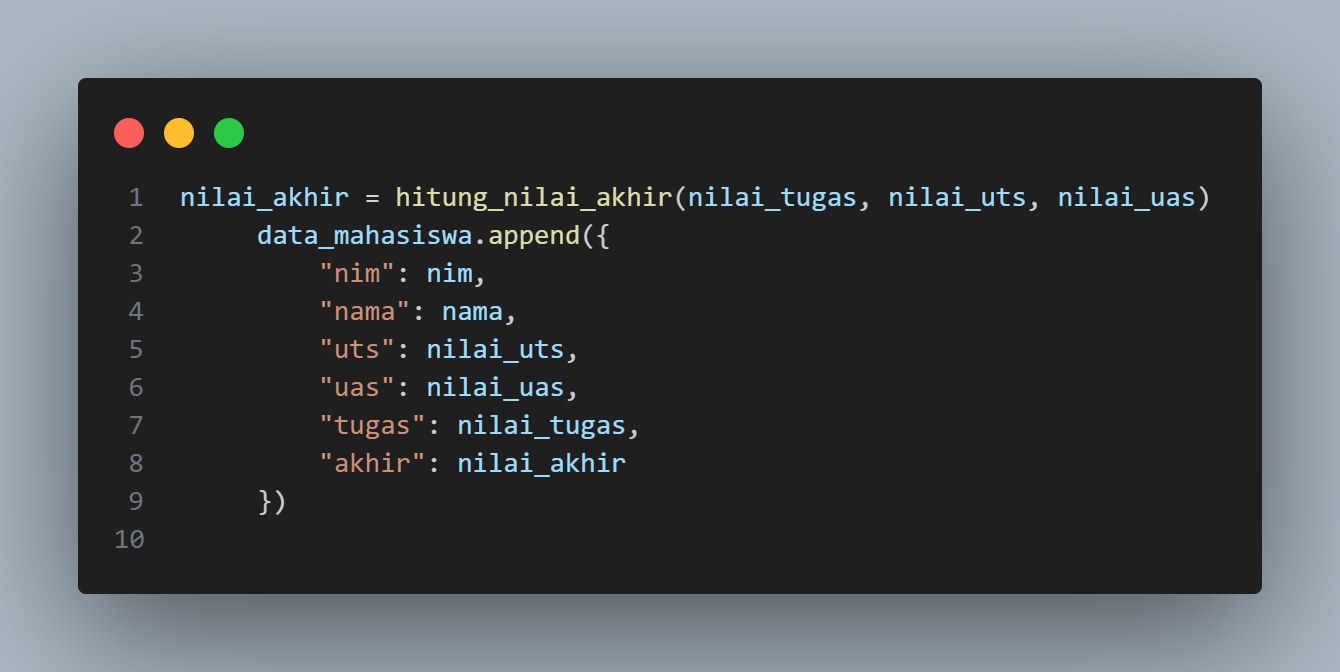 1 nilai_akhir = hitung_nilai_akhir(nilai_tugas, nilai_uts, nilai_uas)
2      data_mahasiswa.append({
3          "nim": nim,
4          "nama": nama,
5          "uts": nilai_uts,
6          "uas": nilai_uas,
7          "tugas": nilai_tugas,
8          "akhir": nilai_akhir
9      })
10